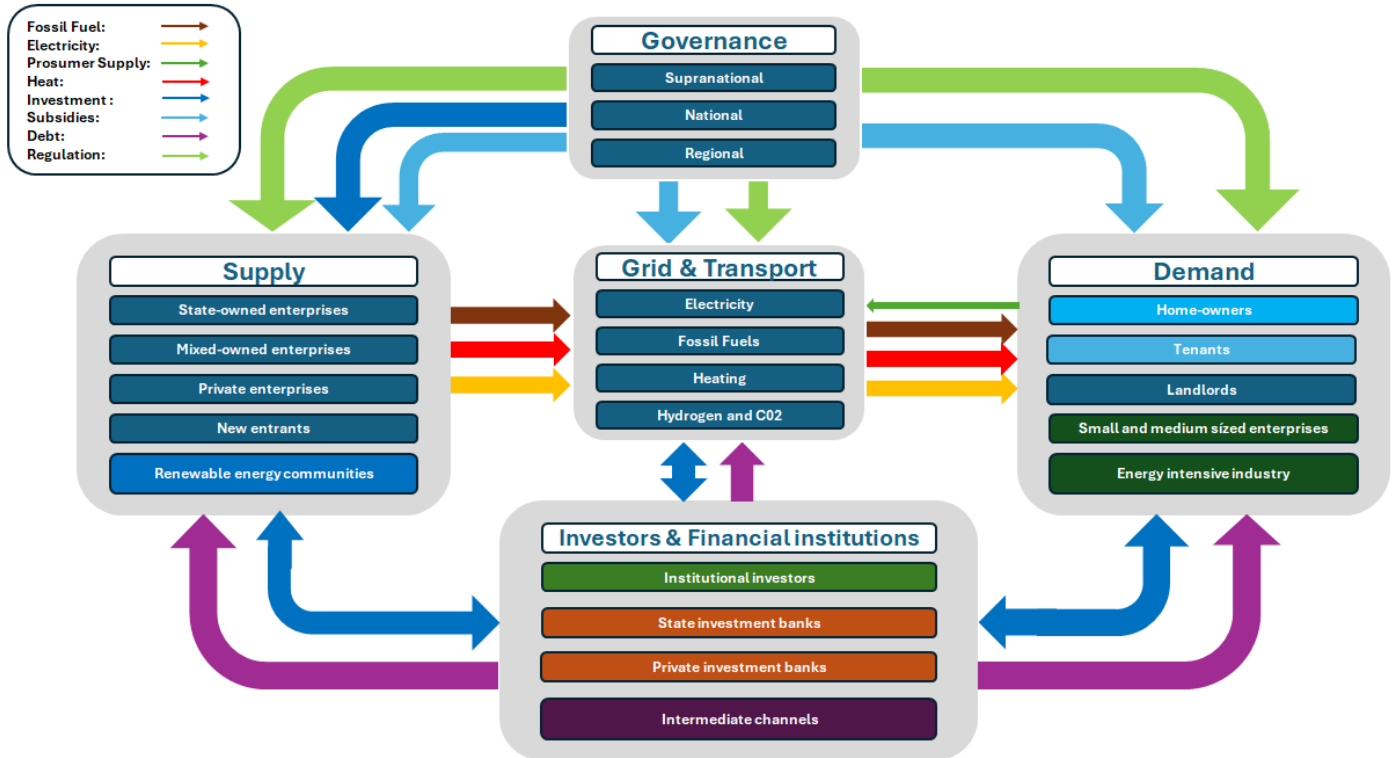 Fossil Fuel:
Electricity:
Prosumer Supply:
Heat:
Investment :
Subsidies:
Debt:
Regulation:
Governance
Supranational
National
Regional
Supply
State-owned enterprises
Mixed-owned enterprises
Private enterprises
New entrants
Renewable energy communities
Grid & Transport
Electricity
Fossil Fuels
Heating
Hydrogen and C02
Demand
Home-owners
Tenants
Landlords
Small and medium sized enterprises
Energy intensive industry
Investors & Financial institutions
Institutional investors
State investment banks
Private investment banks
Intermediate channels